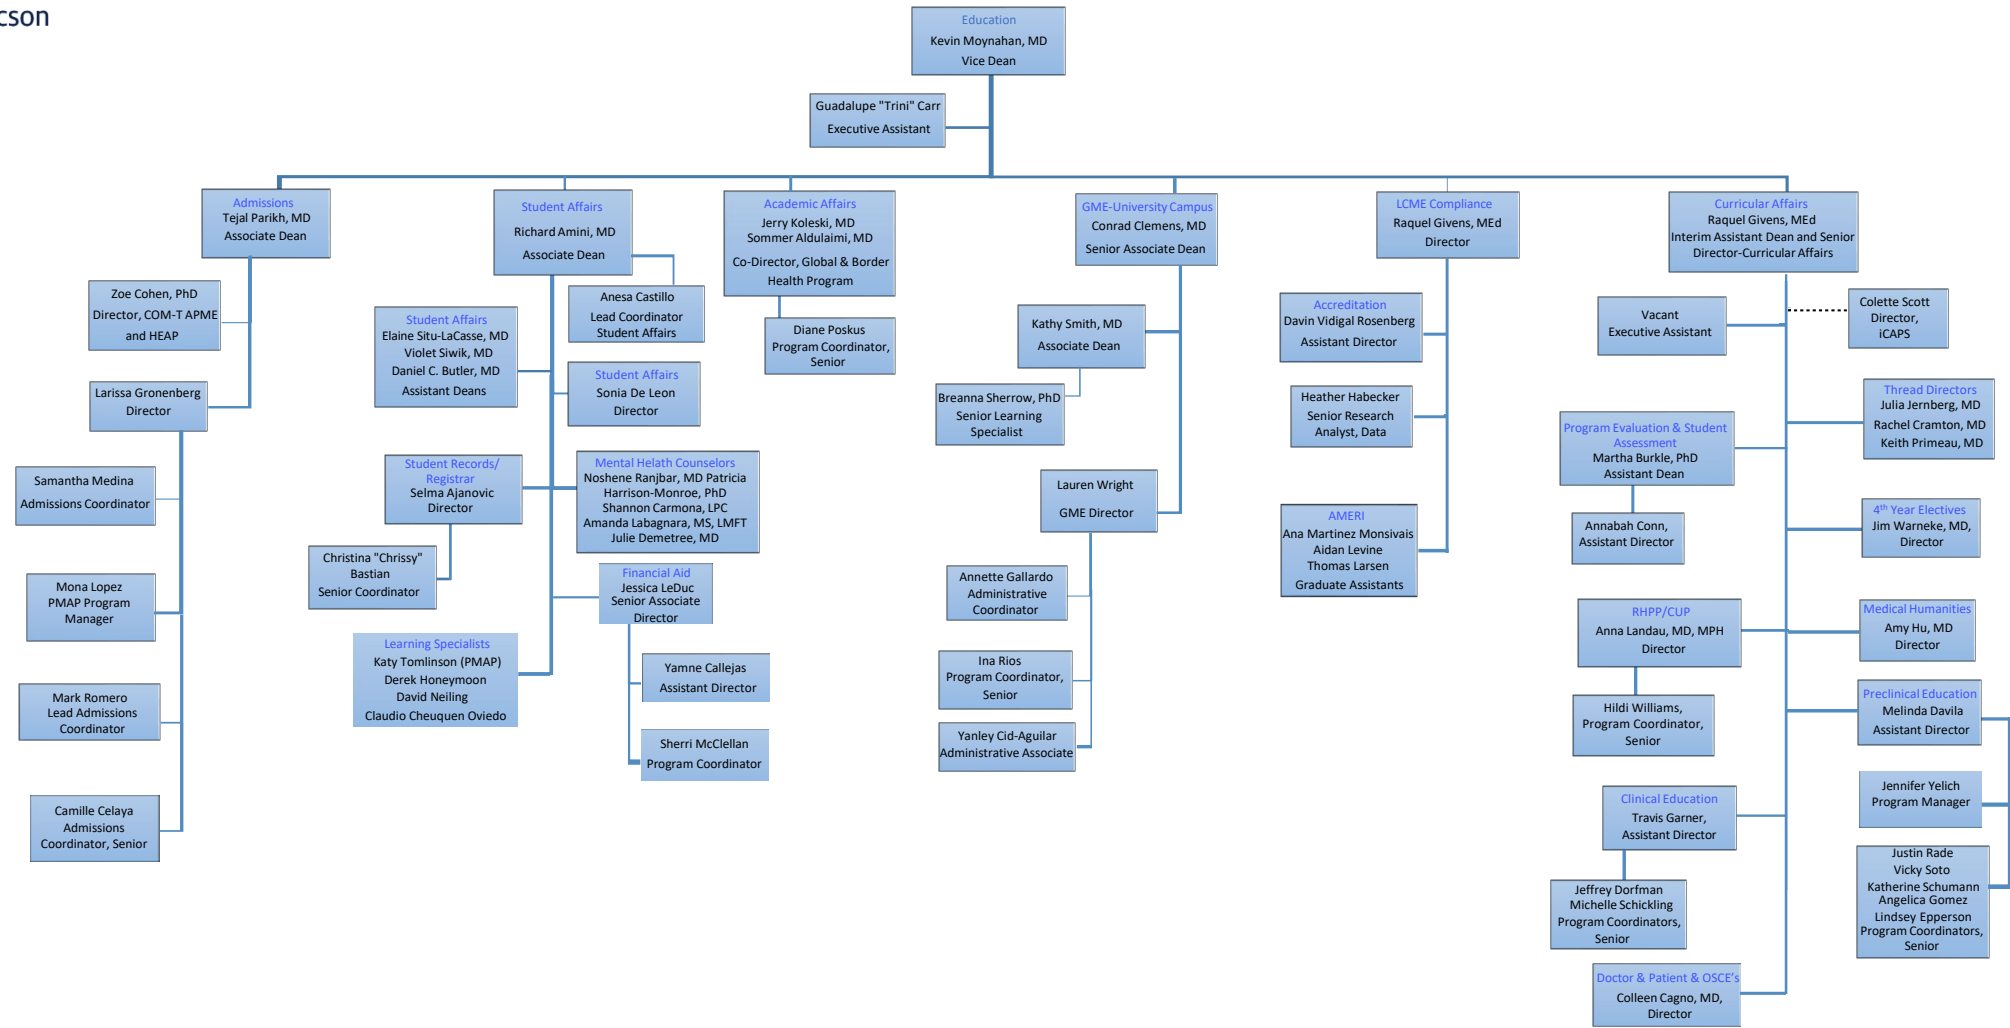 cson
Education
Kevin Moynahan, MD
Vice Dean
Guadalupe "Trini" Carr
Executive Assistant
Admissions
Tejal Parikh, MD
Associate Dean
Zoe Cohen, PhD
Director, COM-T APME
and HEAP
Larissa Gronenberg
Director
Samantha Medina
Admissions Coordinator
Mona Lopez
PMAP Program
Manager
Mark Romero
Lead Admissions
Coordinator
Camille Celaya
Admissions
Coordinator, Senior
Student Affairs
Richard Amini, MD
Associate Dean
Anesa Castillo
Lead Coordinator
Student Affairs
Student Affairs
Elaine Situ-LaCasse, MD
Violet Siwik, MD
Daniel C. Butler, MD
Assistant Deans
Student Affairs
Sonia De Leon
Director
Student Records/
Registrar
Selma Ajanovic
Director
Christina "Chrissy"
Bastian
Senior Coordinator
Mental Helath Counselors
Noshene Ranjbar, MD Patricia
Harrison-Monroe, PhD
Shannon Carmona, LPC
Amanda Labagnara, MS, LMFT
Julie Demetree, MD
Financial Aid
Jessica LeDuc
Senior Associate
Director
Learning Specialists
Katy Tomlinson (PMAP)
Derek Honeymoon
David Neiling
Claudio Cheuquen Oviedo
Yamne Callejas
Assistant Director
Sherri McClellan
Program Coordinator
Academic Affairs
Jerry Koleski, MD
Sommer Aldulaimi, MD
Co-Director, Global & Border
Health Program
Diane Poskus
Program Coordinator,
Senior
GME-University Campus
Conrad Clemens, MD
Senior Associate Dean
Kathy Smith, MD
Associate Dean
Breanna Sherrow, PhD
Senior Learning
Specialist
Lauren Wright
GME Director
Annette Gallardo
Administrative
Coordinator
Ina Rios
Program Coordinator,
Senior
Yanley Cid-Aguilar
Administrative Associate
LCME Compliance
Raquel Givens, MEd
Director
Accreditation
Davin Vidigal Rosenberg
Assistant Director
Heather Habecker
Senior Research
Analyst, Data
AMERI
Ana Martinez Monsivais
Aidan Levine
Thomas Larsen
Graduate Assistants
Curricular Affairs
Raquel Givens, MEd
Interim Assistant Dean and Senior
Director-Curricular Affairs
Vacant
Executive Assistant
Colette Scott
Director,
iCAPS
Thread Directors
Julia Jernberg, MD
Rachel Cramton, MD
Keith Primeau, MD
Program Evaluation & Student
Assessment
Martha Burkle, PhD
Assistant Dean
Annabah Conn,
Assistant Director
4th Year Electives
Jim Warneke, MD,
Director
RHPP/CUP
Anna Landau, MD, MPH
Director
Hildi Williams,
Program Coordinator,
Senior
Medical Humanities
Amy Hu, MD
Director
Preclinical Education
Melinda Davila
Assistant Director
Jennifer Yelich
Program Manager
Justin Rade
Vicky Soto
Katherine Schumann
Angelica Gomez
Lindsey Epperson
Program Coordinators,
Senior
Clinical Education
Travis Garner,
Assistant Director
Jeffrey Dorfman
Michelle Schickling
Program Coordinators,
Senior
Doctor & Patient & OSCE's
Colleen Cagno, MD,
Director